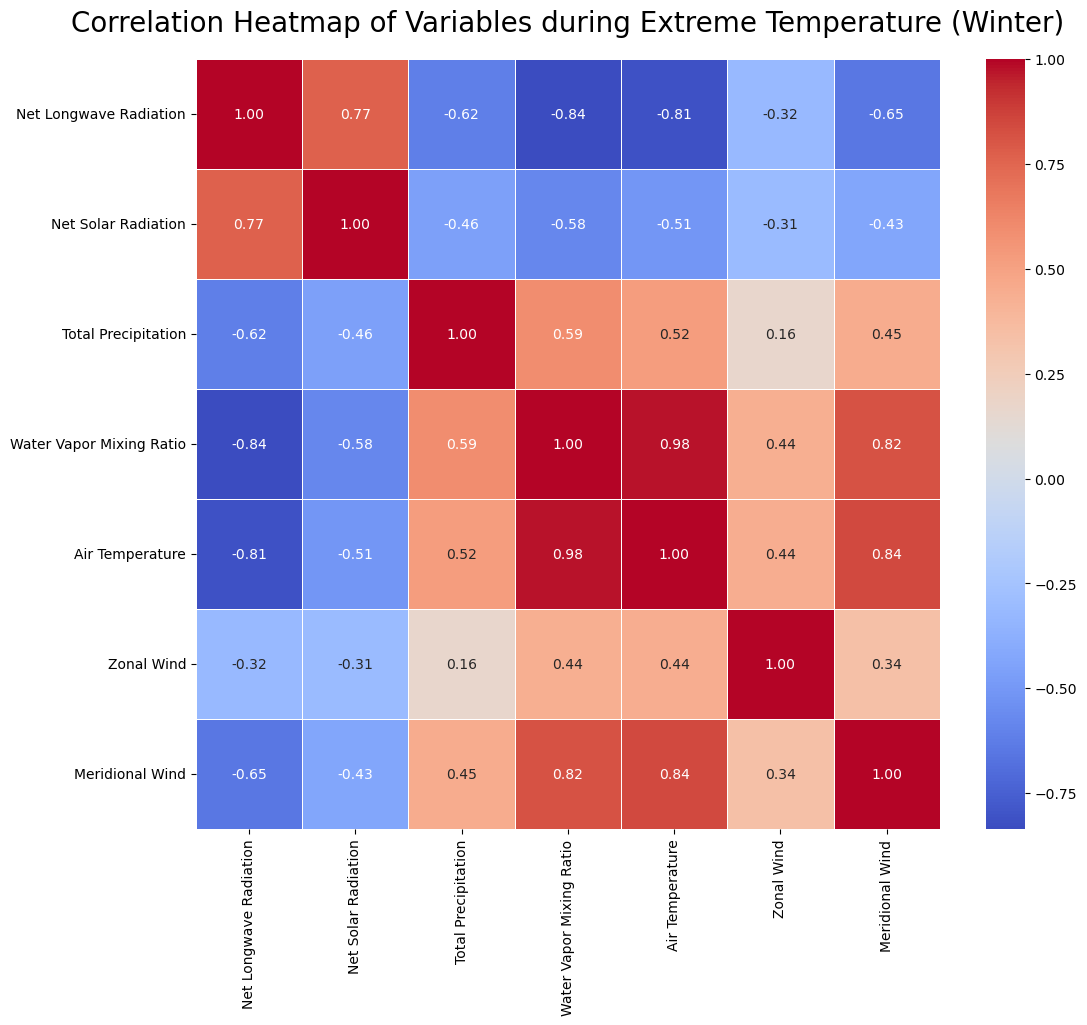 Correlation Heatmap of Variables during Extreme Temperature (Winter)
Net Longwave Radiation 1.00 0.77 -0.62 -0.84 -0.81 -0.32 -0.65
Net Solar Radiation 0.77 1.00 -0.46 -0.58 -0.51 -0.31 -0.43
Total Precipitation -0.62 -0.46 1.00 0.59 0.52 0.16 0.45
Water Vapor Mixing Ratio -0.84 -0.58 0.59 1.00 0.98 0.44 0.82
Air Temperature -0.81 -0.51 0.52 0.98 1.00 0.44 0.84
Zonal Wind -0.32 -0.31 0.16 0.44 0.44 1.00 0.34
Meridional Wind -0.65 -0.43 0.45 0.82 0.84 0.34 1.00
Net Longwave Radiation
Net Solar Radiation
Total Precipitation
Water Vapor Mixing Ratio
Air Temperature
Zonal Wind
Meridional Wind
1.00
0.75
0.50
0.25
0.00
−0.25
−0.50
−0.75